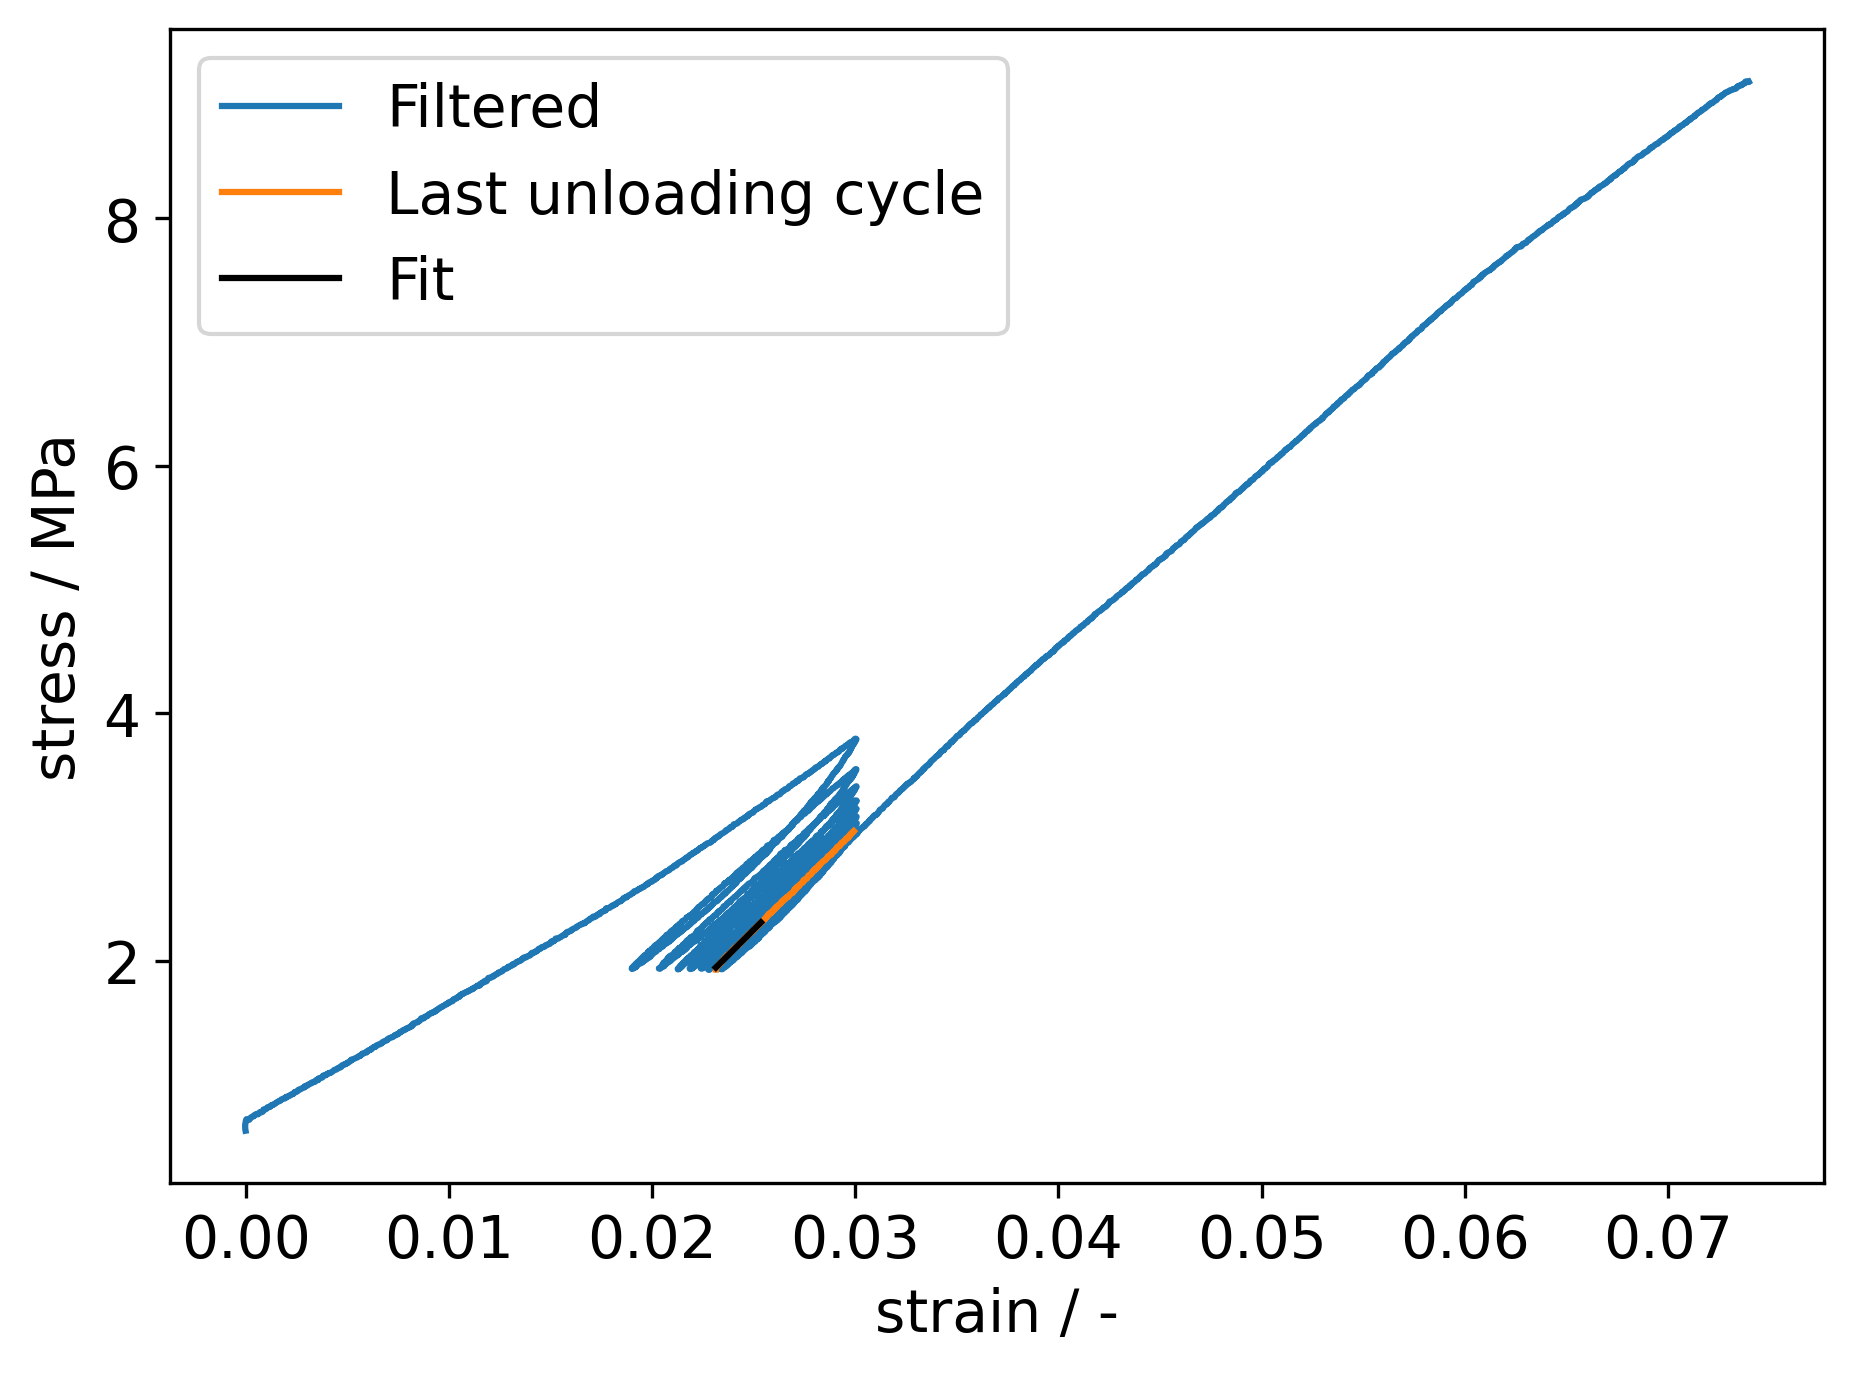 Filtered
Last unloading cycle
Fit
stress / MPa
8
6
4
2
0.00 0.01 0.02 0.03 0.04 0.05 0.06 0.07
strain / -